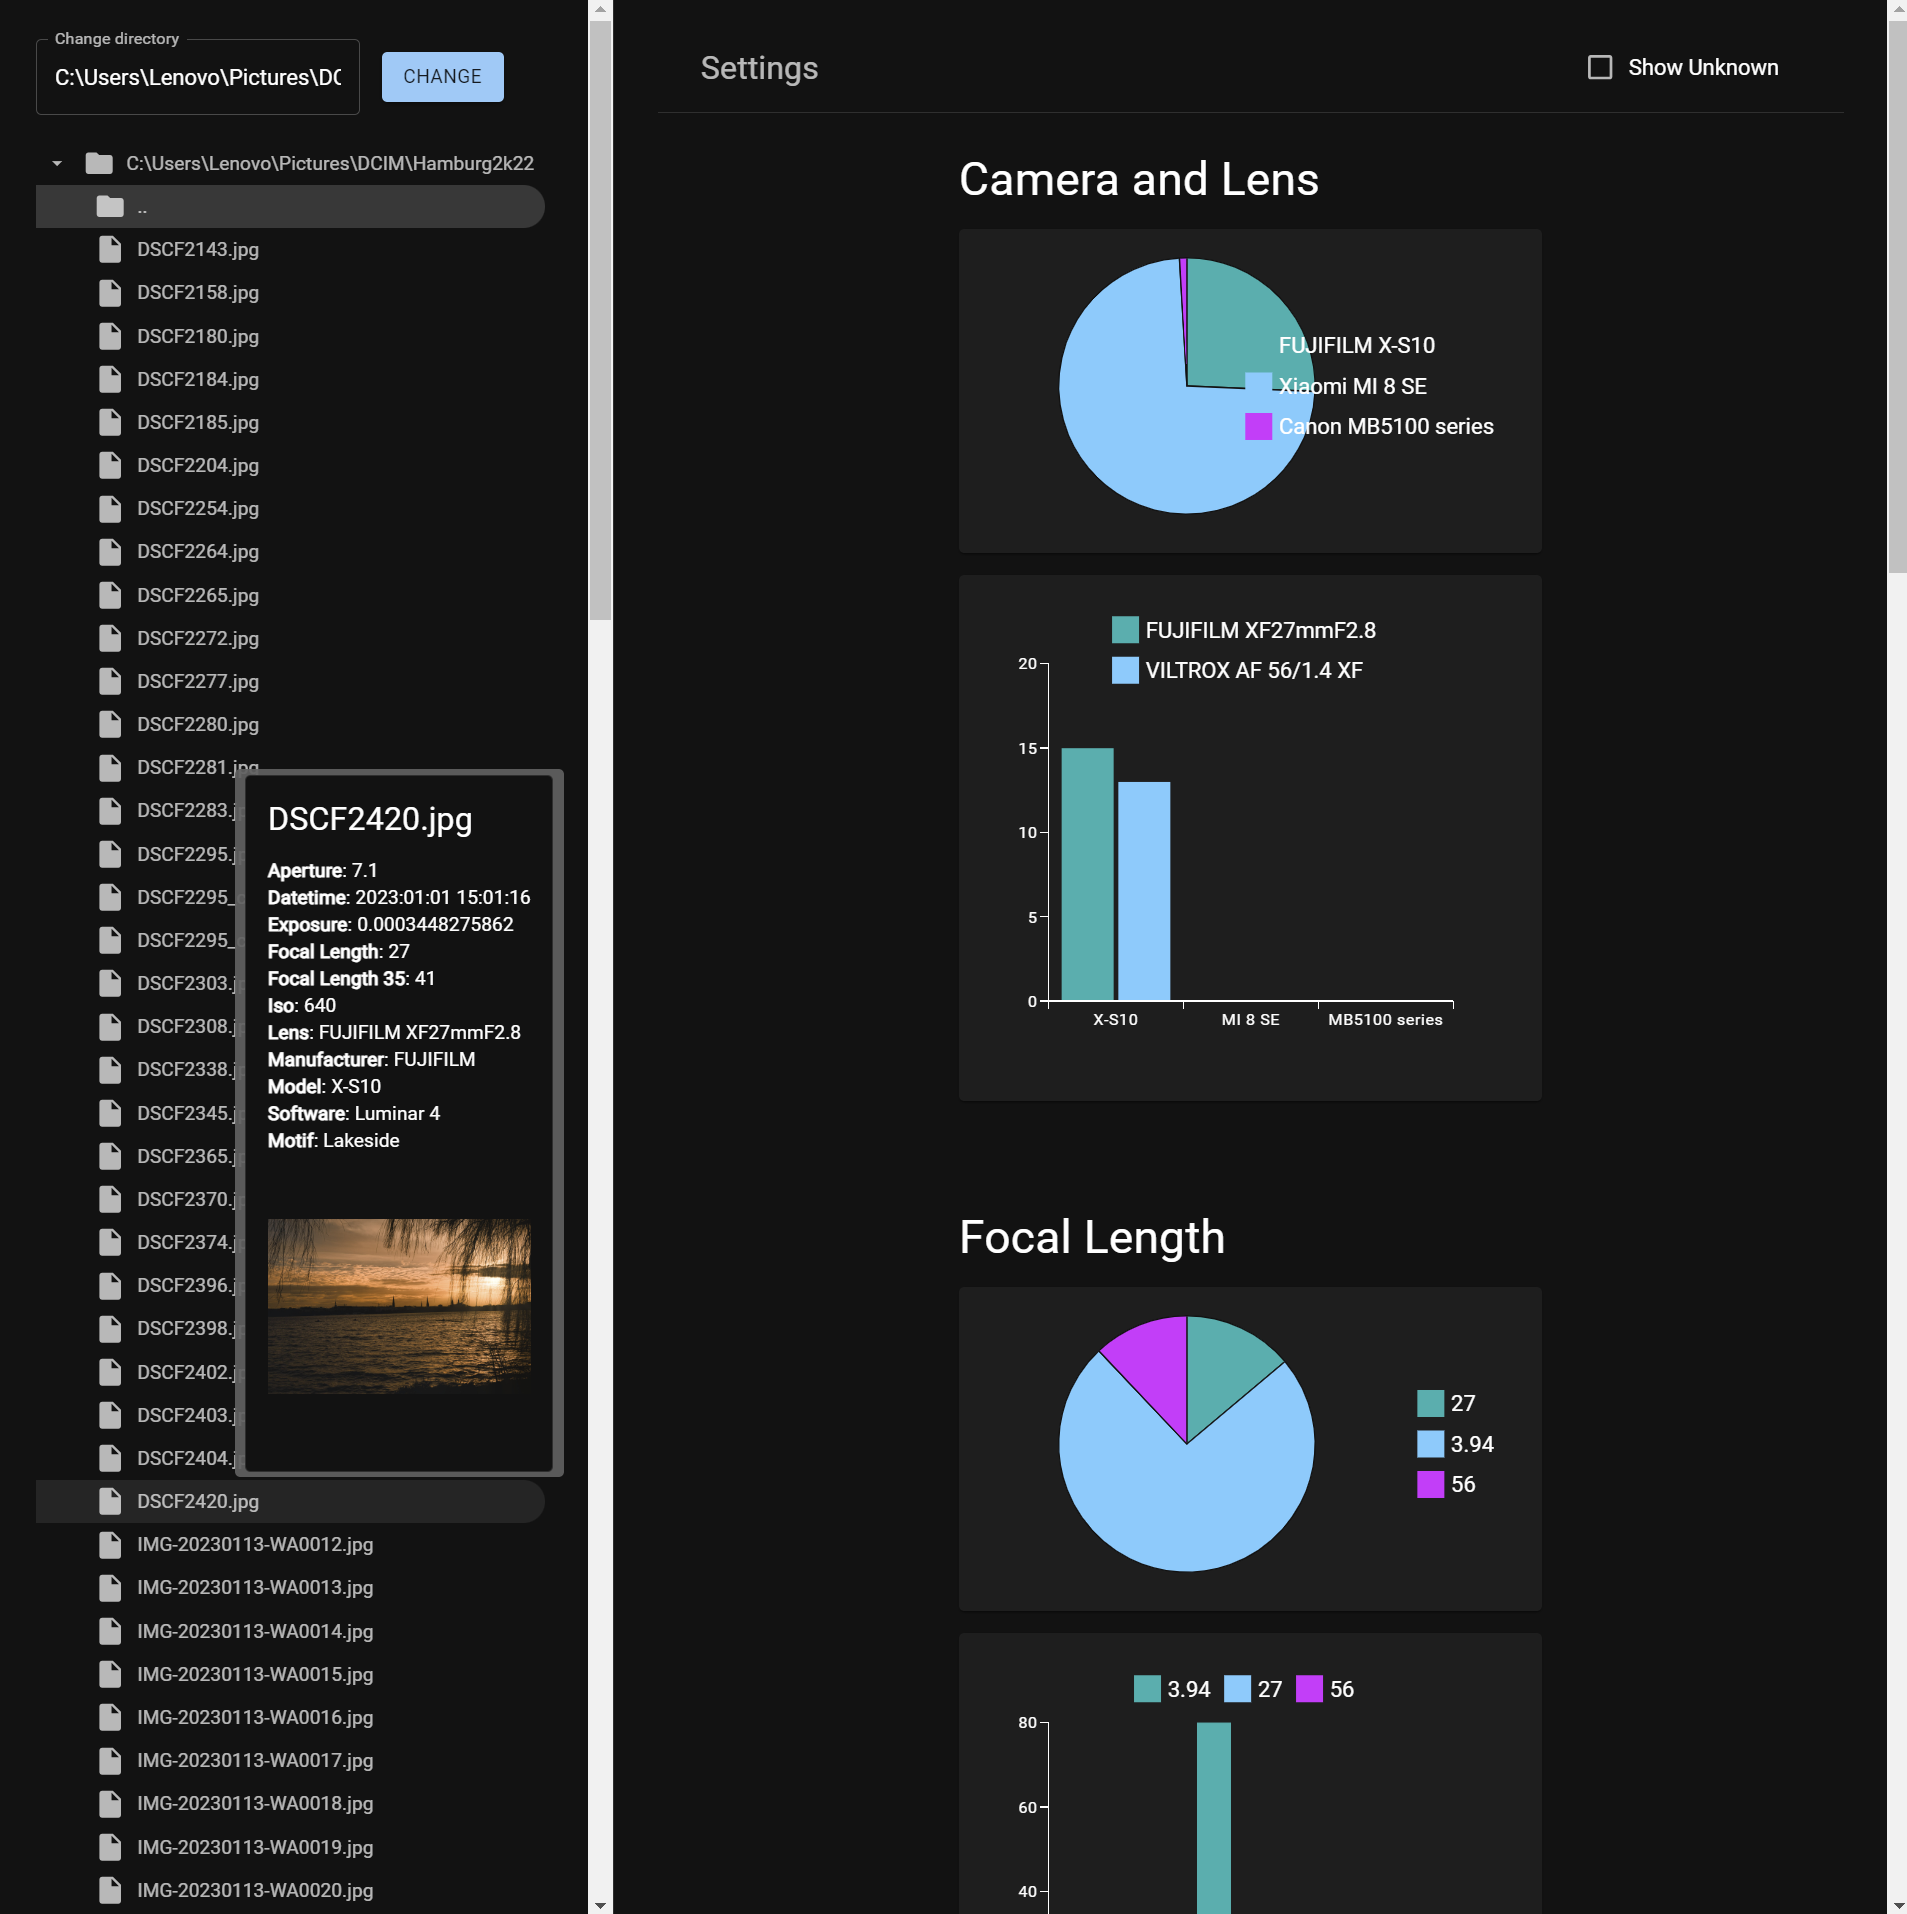 Change directory
C:\Users\Lenovo\Pictures\DC
CHANGE
C:\Users\Lenovo\Pictures\DCIM\Hamburg2k22
..
DSCF2143.jpg
DSCF2158.jpg
DSCF2180.jpg
DSCF2184.jpg
DSCF2185.jpg
DSCF2204.jpg
DSCF2254.jpg
DSCF2264.jpg
DSCF2265.jpg
DSCF2272.jpg
DSCF2277.jpg
DSCF2280.jpg
DSCF2281.jpg
DSCF2283.j
DSCF2295.j
DSCF2295_
DSCF2295_
DSCF2303.j
DSCF2308.j
DSCF2338.j
DSCF2345.j
DSCF2365.j
DSCF2370.j
DSCF2374.j
DSCF2396.j
DSCF2398.j
DSCF2402.j
DSCF2403.j
DSCF2404.j
DSCF2420.jpg
IMG-20230113-WA0012.jpg
IMG-20230113-WA0013.jpg
IMG-20230113-WA0014.jpg
IMG-20230113-WA0015.jpg
IMG-20230113-WA0016.jpg
IMG-20230113-WA0017.jpg
IMG-20230113-WA0018.jpg
IMG-20230113-WA0019.jpg
IMG-20230113-WA0020.jpg
DSCF2420.jpg
Aperture: 7.1
Datetime: 2023:01:01 15:01:16
Exposure: 0.0003448275862
Focal Length: 27
Focal Length 35: 41
Iso: 640
Lens: FUJIFILM XF27mmF2.8
Manufacturer: FUJIFILM
Model: X-S10
Software: Luminar 4
Motif: Lakeside
Settings
Show Unknown
Camera and Lens
FUJIFILM X-S10
Xiaomi MI 8 SE
Canon MB5100 series
FUJIFILM XF27mmF2.8
VILTROX AF 56/1.4 XF
20
15
10
5
0
X-S10 MI 8 SE MB5100 series
Focal Length
27
3.94
56
3.94 27 56
80
60
40